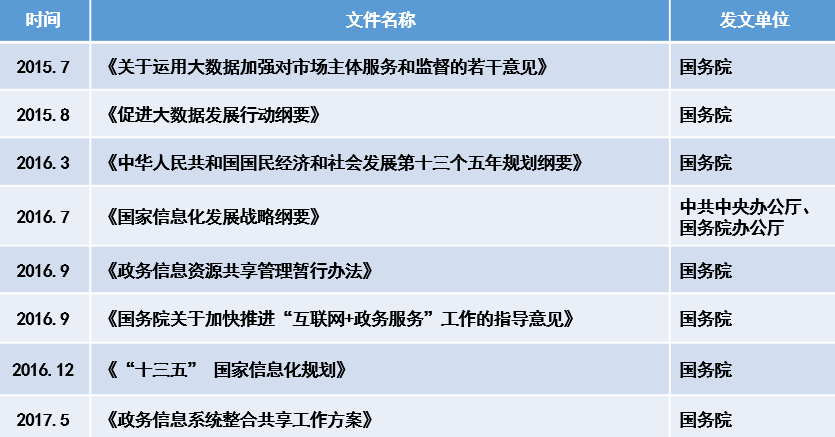 时间 文件名称 发文单位
2015.7 《关于运用大数据加强对市场主体服务和监督的若干意见》 国务院
2015.8 《促进大数据发展行动纲要》 国务院
2016.3 《中华人民共和国国民经济和社会发展第十三个五年规划纲要》 国务院
2016.7 《国家信息化发展战略纲要》 中共中央办公厅、
国务院办公厅
2016.9 《政务信息资源共享管理暂行办法》 国务院
2016.9 《国务院关于加快推进“互联网+政务服务”工作的指导意见》 国务院
2016.12 《“十三五” 国家信息化规划》 国务院
2017.5 《政务信息系统整合共享工作方案》 国务院